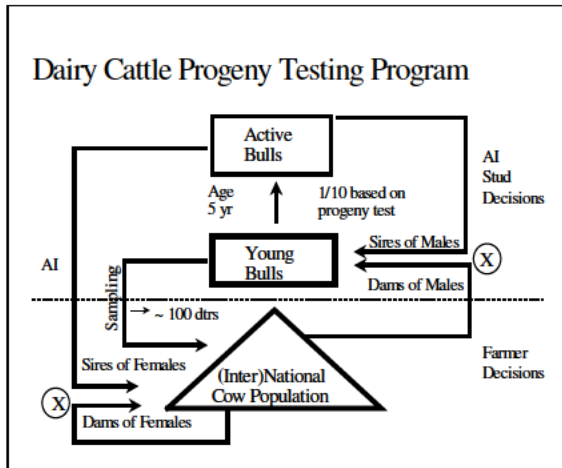 Dairy Cattle Progeny Testing Program
Active
Bulls
AI
Stud
Decisions
Age
5 yr
1/10 based on
progeny test
Sires of Males
X
AI
Young
Bulls
Dams of Males
Sampling
→ ~ 100 dtrs
Farmer
Decisions
Sires of Females
(Inter)National
Cow Population
X
Dams of Females